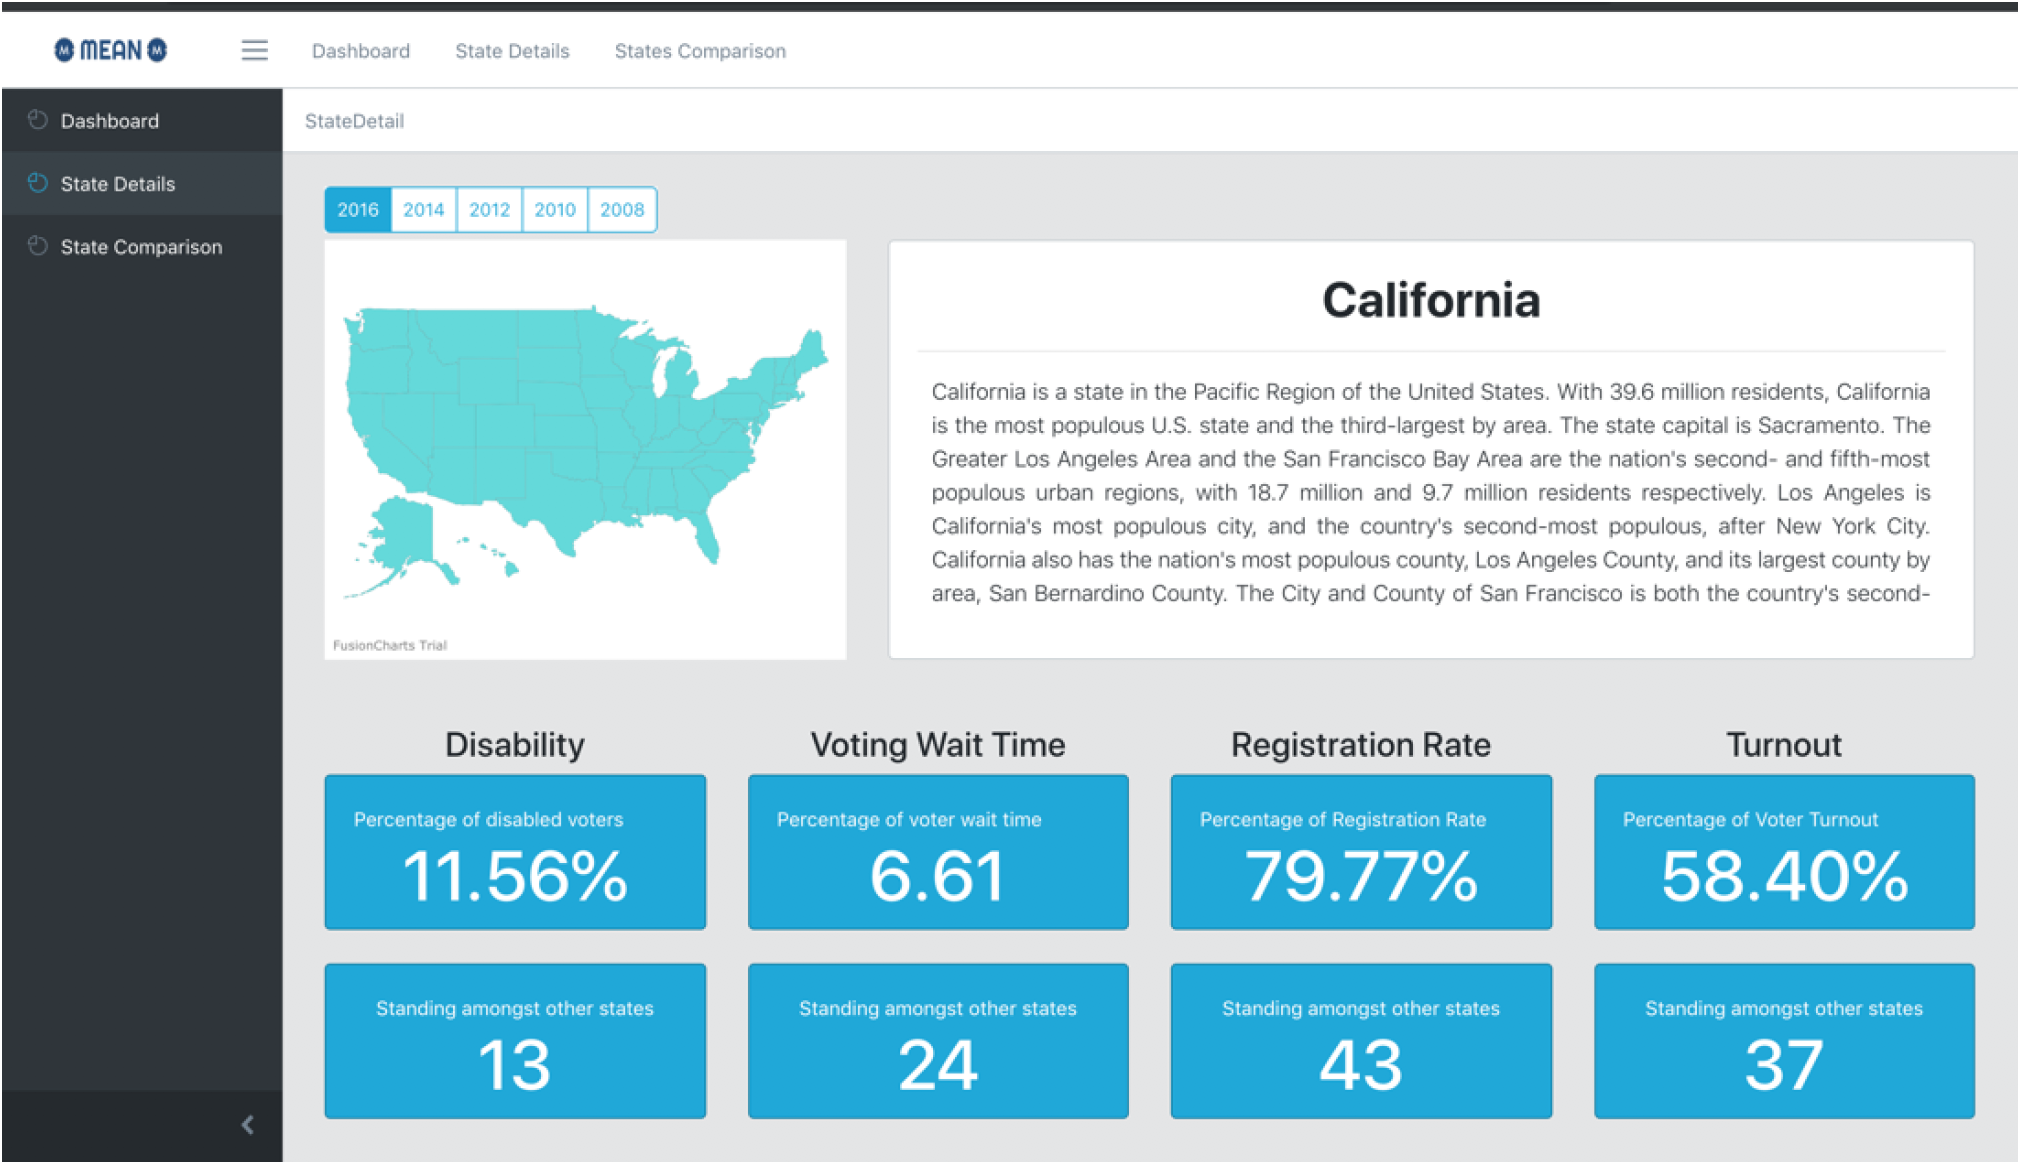 M MEAN M
Dashboard State Details States Comparison
Dashboard
State Details
State Comparison
StateDetail
2016 2014 2012 2010 2008
FusionCharts Trial
California
California is a state in the Pacific Region of the United States. With 39.6 million residents, California
is the most populous U.S. state and the third-largest by area. The state capital is Sacramento. The
Greater Los Angeles Area and the San Francisco Bay Area are the nation's second- and fifth-most
populous urban regions, with 18.7 million and 9.7 million residents respectively. Los Angeles is
California's most populous city, and the country's second-most populous, after New York City.
California also has the nation's most populous county, Los Angeles County, and its largest county by
area, San Bernardino County. The City and County of San Francisco is both the country's second-
Disability
Percentage of disabled voters
11.56%
Standing amongst other states
13
Voting Wait Time
Percentage of voter wait time
6.61
Standing amongst other states
24
Registration Rate
Percentage of Registration Rate
79.77%
Standing amongst other states
43
Turnout
Percentage of Voter Turnout
58.40%
Standing amongst other states
37